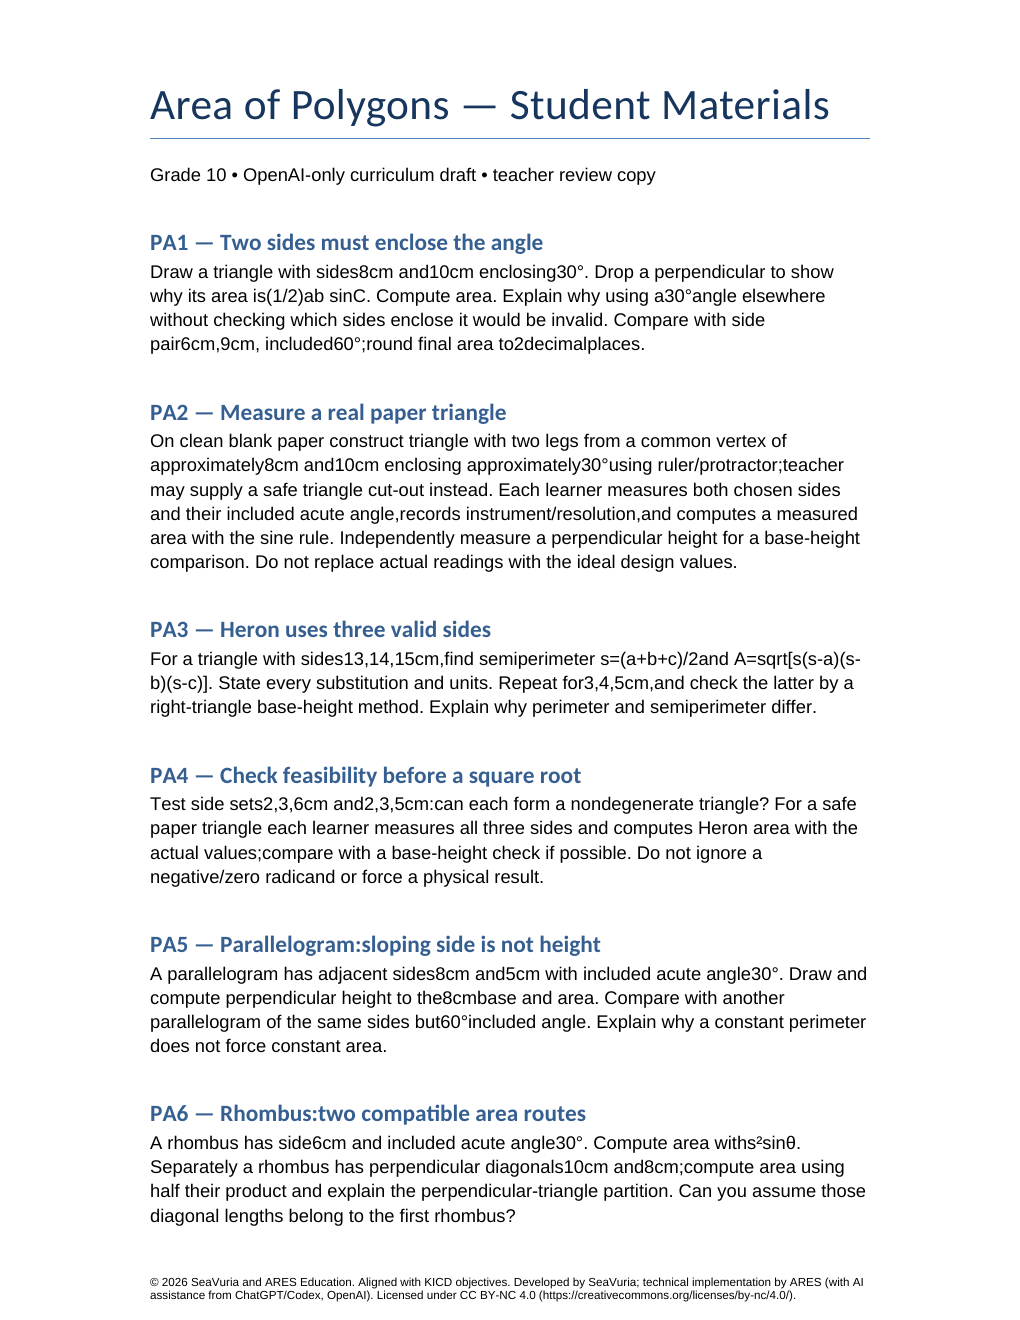 Area of Polygons — Student Materials
Grade 10 • OpenAI-only curriculum draft • teacher review copy
PA1 — Two sides must enclose the angle
Draw a triangle with sides8cm and10cm enclosing30°. Drop a perpendicular to show
why its area is(1/2)ab sinC. Compute area. Explain why using a30°angle elsewhere
without checking which sides enclose it would be invalid. Compare with side
pair6cm,9cm, included60°;round final area to2decimalplaces.
PA2 — Measure a real paper triangle
On clean blank paper construct triangle with two legs from a common vertex of
approximately8cm and10cm enclosing approximately30°using ruler/protractor;teacher
may supply a safe triangle cut-out instead. Each learner measures both chosen sides
and their included acute angle,records instrument/resolution,and computes a measured
area with the sine rule. Independently measure a perpendicular height for a base-height
comparison. Do not replace actual readings with the ideal design values.
PA3 — Heron uses three valid sides
For a triangle with sides13,14,15cm,find semiperimeter s=(a+b+c)/2and A=sqrt[s(s-a)(s-
b)(s-c)]. State every substitution and units. Repeat for3,4,5cm,and check the latter by a
right-triangle base-height method. Explain why perimeter and semiperimeter differ.
PA4 — Check feasibility before a square root
Test side sets2,3,6cm and2,3,5cm:can each form a nondegenerate triangle? For a safe
paper triangle each learner measures all three sides and computes Heron area with the
actual values;compare with a base-height check if possible. Do not ignore a
negative/zero radicand or force a physical result.
PA5 — Parallelogram:sloping side is not height
A parallelogram has adjacent sides8cm and5cm with included acute angle30°. Draw and
compute perpendicular height to the8cmbase and area. Compare with another
parallelogram of the same sides but60°included angle. Explain why a constant perimeter
does not force constant area.
PA6 — Rhombus:two compatible area routes
A rhombus has side6cm and included acute angle30°. Compute area withs²sinθ.
Separately a rhombus has perpendicular diagonals10cm and8cm;compute area using
half their product and explain the perpendicular-triangle partition. Can you assume those
diagonal lengths belong to the first rhombus?
© 2026 SeaVuria and ARES Education. Aligned with KICD objectives. Developed by SeaVuria; technical implementation by ARES (with AI
assistance from ChatGPT/Codex, OpenAI). Licensed under CC BY-NC 4.0 (https://creativecommons.org/licenses/by-nc/4.0/).